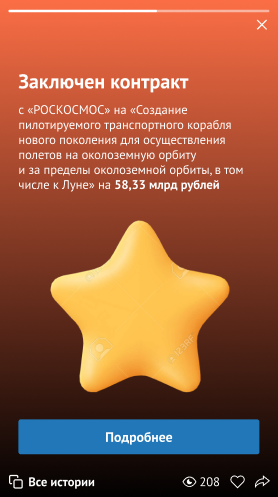 Заключен контракт
с «РОСКОСМОС» на «Создание
пилотируемого транспортного корабля
нового поколения для осуществления
полетов на околоземную орбиту
и за пределы околоземной орбиты, в том
числе к Луне» на 58,33 млрд рублей
Подробнее
Все истории
208